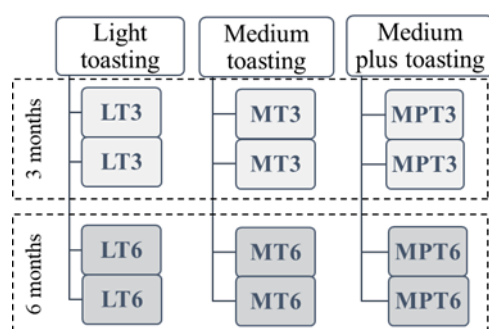 Light
toasting
Medium
toasting
Medium
plus toasting
3 months
LT3
MT3
MPT3
LT3
MT3
MPT3
6 months
LT6
MT6
MPT6
LT6
MT6
MPT6